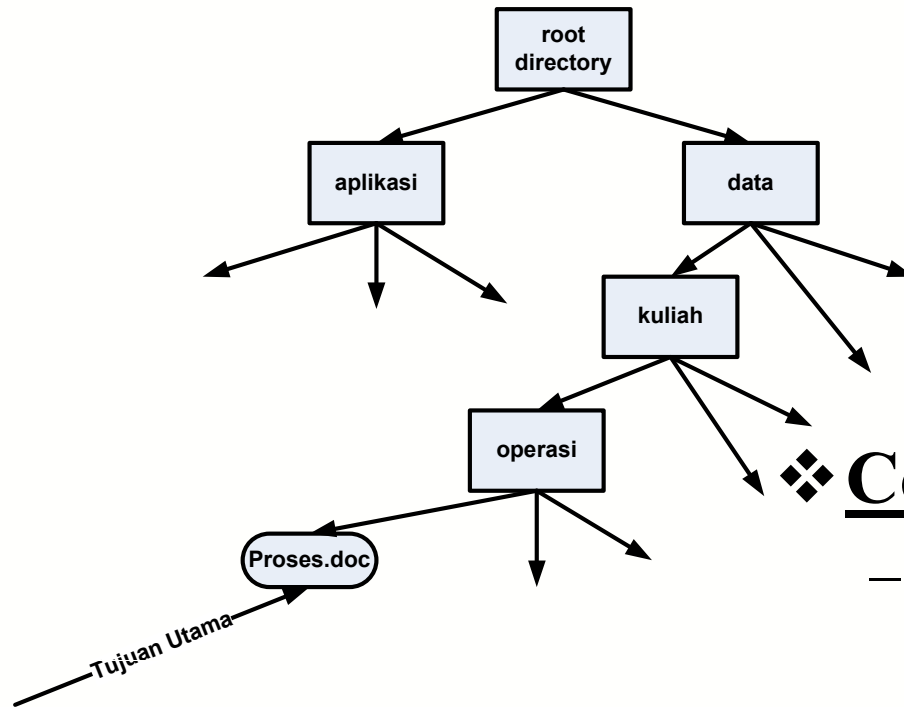 root
directory
aplikasi
data
kuliah
operasi
Proses.doc
Tujuan Utama